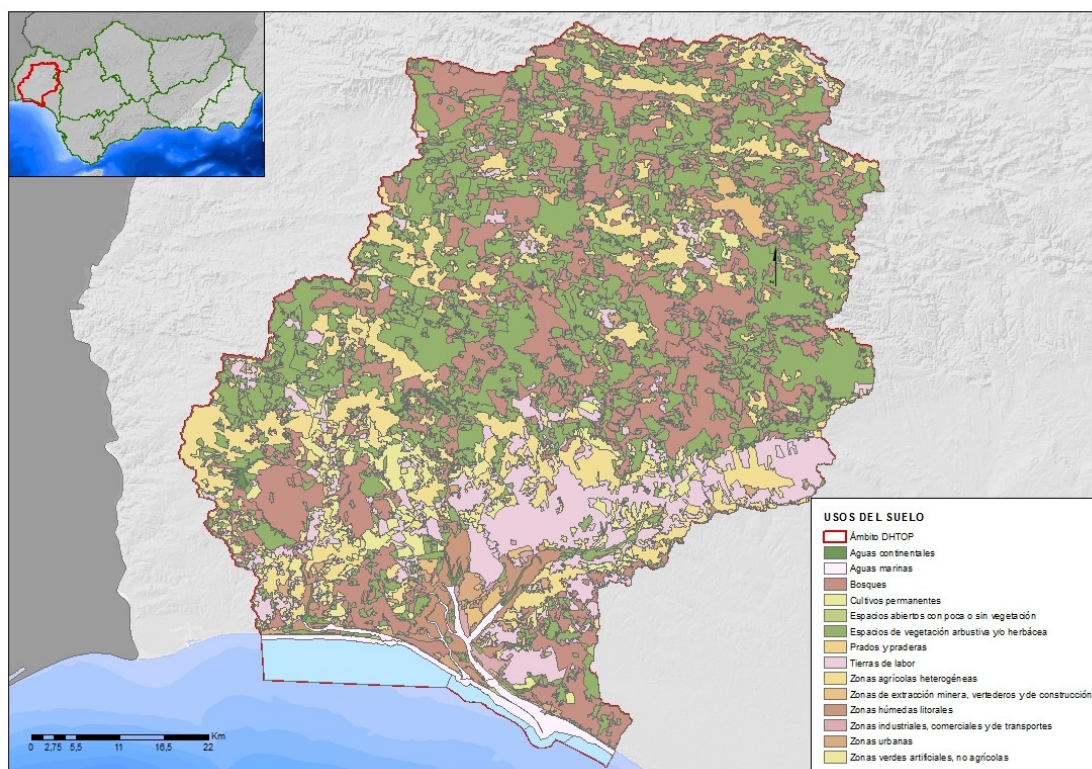 USOS DEL SUELO
Ámbito DHTOP
Aguas continentales
Aguas marinas
Bosques
Cultivos permanentes
Espacios abiertos con poca o sin vegetación
Espacios de vegetación arbustiva y/o herbácea
Prados y praderas
Tierras de labor
Zonas agrícolas heterogéneas
Zonas de extracción minera, vertederos y de construcción
Zonas húmedas litorales
Zonas industriales, comerciales y de transportes
Zonas urbanas
Zonas verdes artificiales, no agrícolas
Km
0 2,75 5,5 11 16,5 22